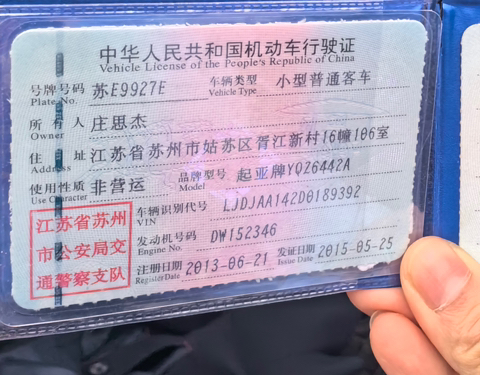 中华人民共和国机动车行驶证
Vehicle License of the People's Republic of China
号牌号码 苏E9927E 车辆类型 小型普通客车
Plate No. Vehicle Type
所有人 庄思杰
Owner
住址 江苏省苏州市姑苏区胥江新村16幢106室
Address
使用性质 非营运 品牌型号 起亚牌YQZ6442A
Use Character Model
江苏省苏州
市公安局交
通警察支队
车辆识别代号 LJDJAA142D0189392
VIN
发动机号码 DW152346
Engine No.
注册日期 2013-06-21 发证日期 2015-05-25
Register Date Issue Date